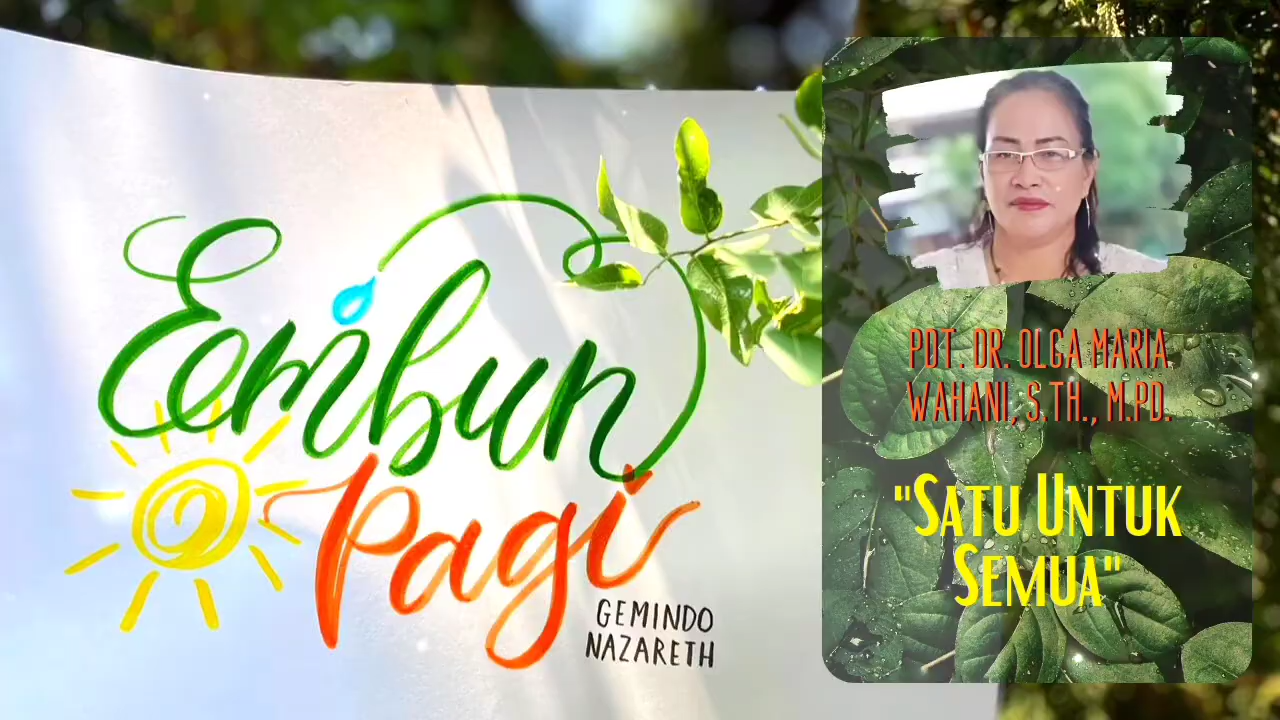 Embun
Pagi
GEMINDO
NAZARETH
PDT. DR. OLGA MARIA
WAHANI, S.TH., M.PD.
"SATU UNTUK
SEMUA"